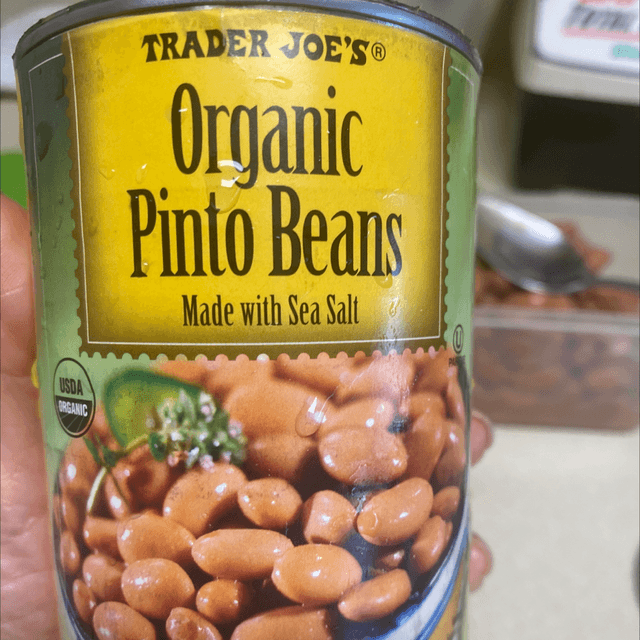 TRADER JOE'S®
Organic
Pinto Beans
Made with Sea Salt
USDA
ORGANIC
U